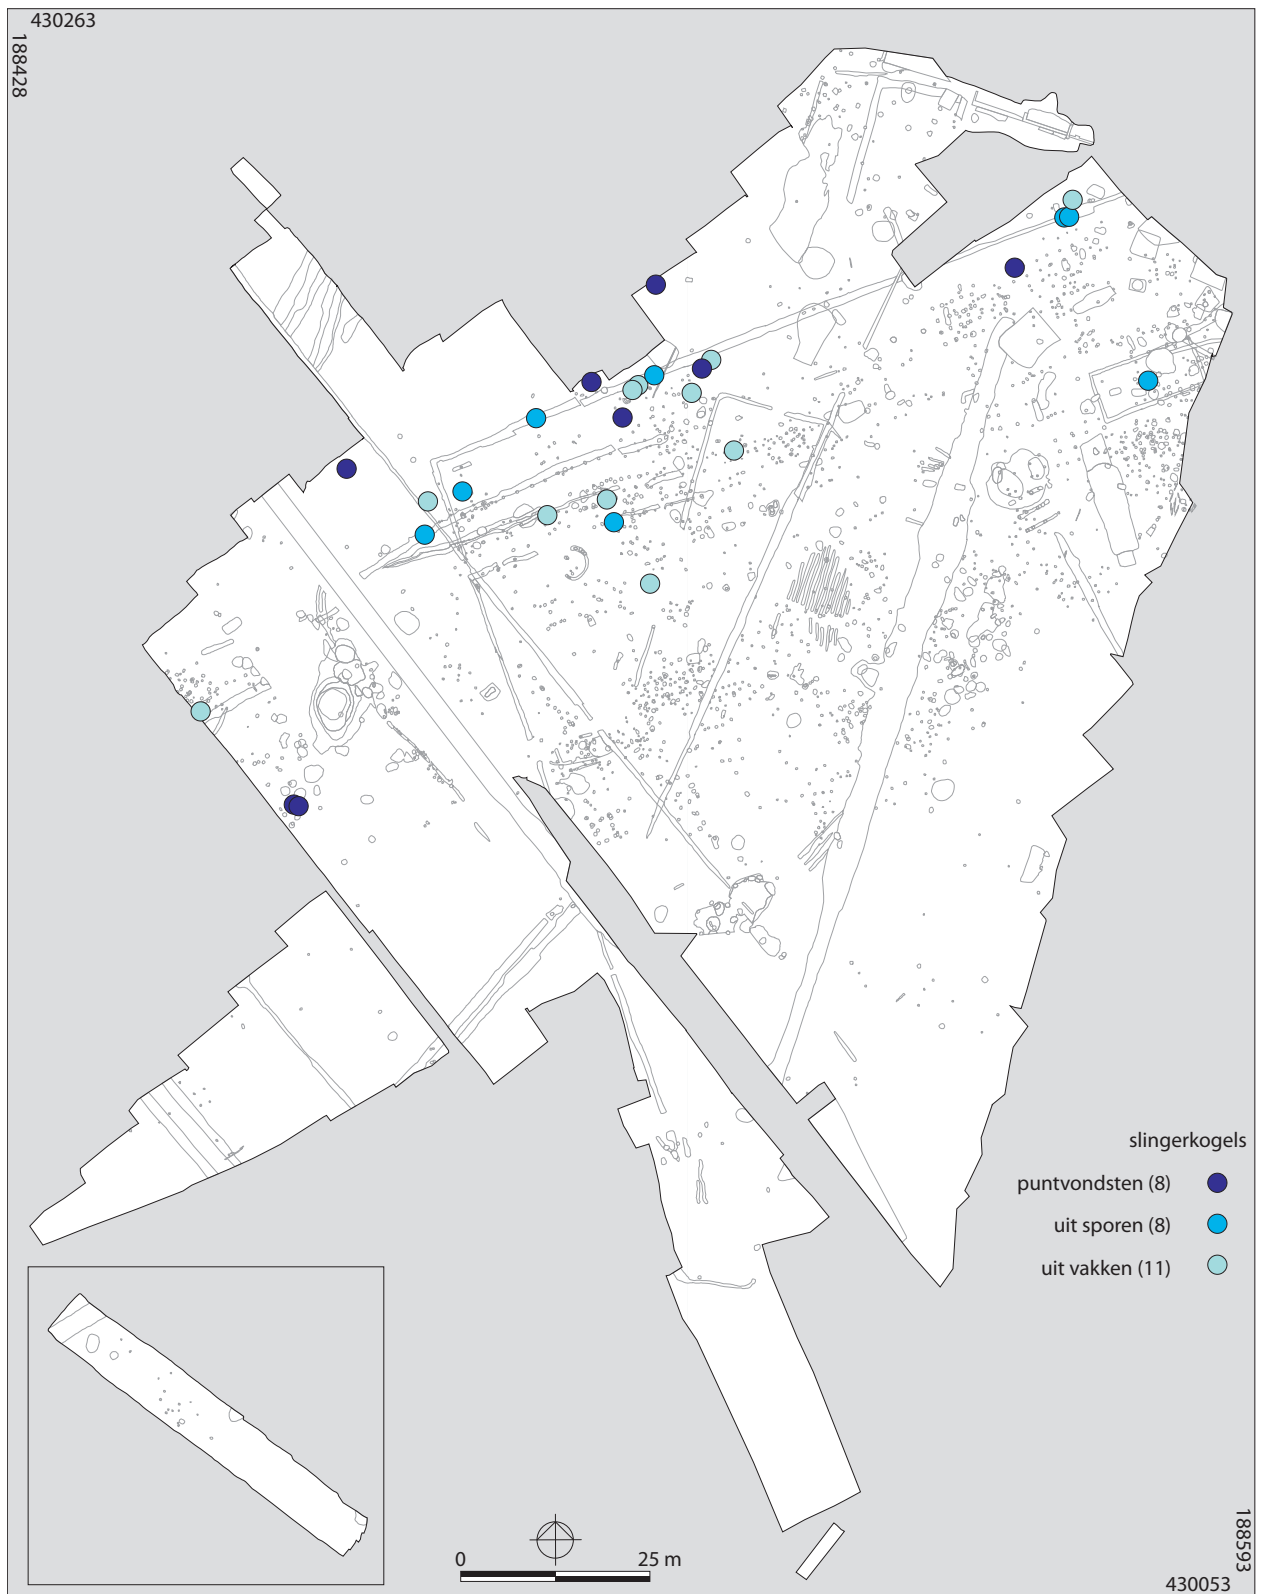 430263
188428
slingerkogels
puntvondsten (8)
uit sporen (8)
uit vakken (11)
0 25 m
188593
430053